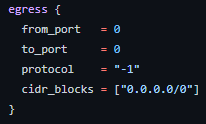 egress {
  from_port   = 0
  to_port     = 0
  protocol    = "-1"
  cidr_blocks = ["0.0.0.0/0"]
}